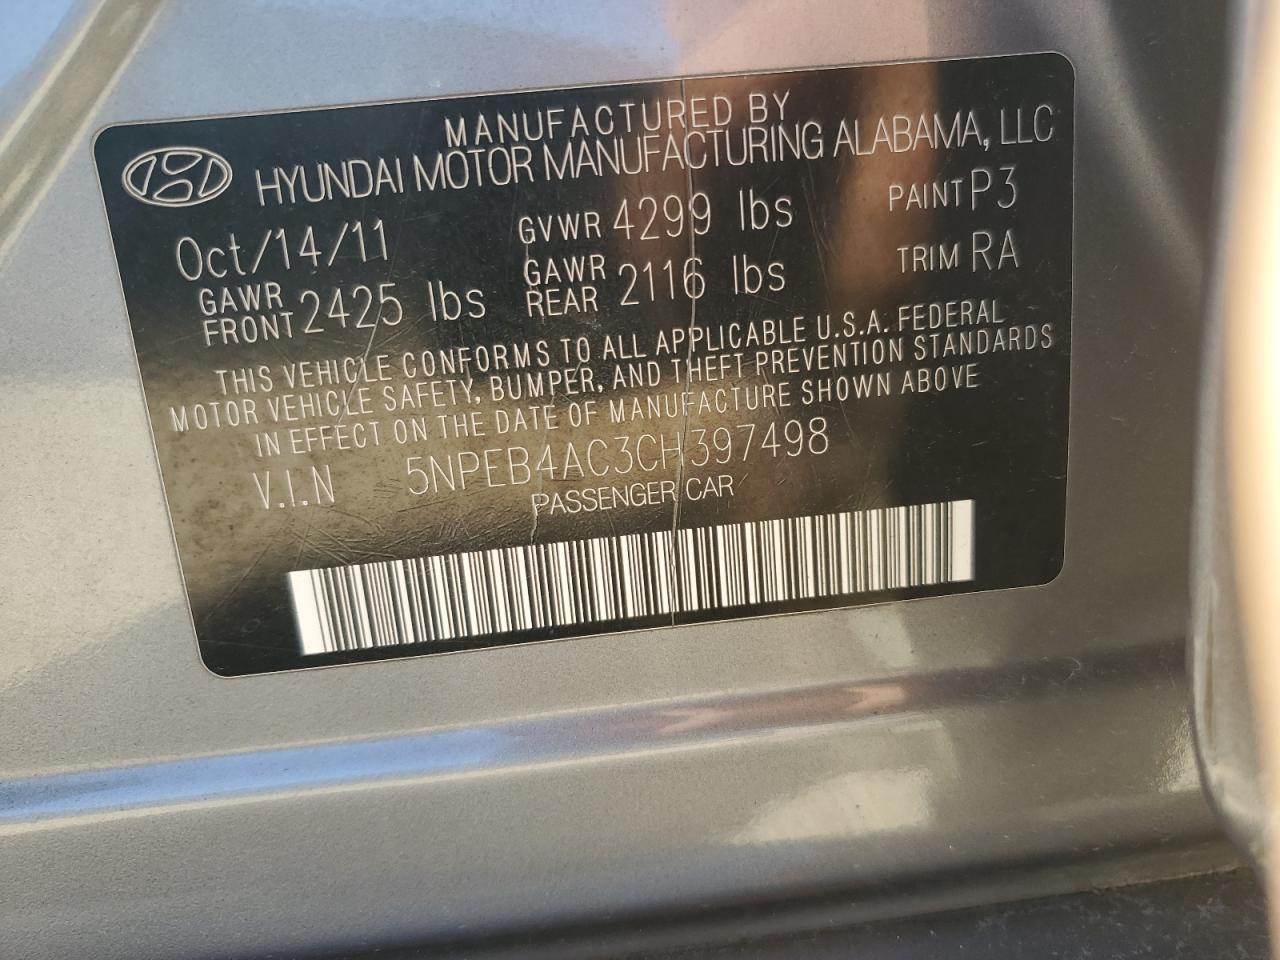 MANUFACTURED BY
HYUNDAI MOTOR MANUFACTURING ALABAMA, LLC
Oct/14/11 GVWR 4299 lbs PAINT P3
GAWR FRONT 2425 lbs GAWR REAR 2116 lbs TRIM RA
THIS VEHICLE CONFORMS TO ALL APPLICABLE U.S.A. FEDERAL
MOTOR VEHICLE SAFETY, BUMPER, AND THEFT PREVENTION STANDARDS
IN EFFECT ON THE DATE OF MANUFACTURE SHOWN ABOVE
V.I.N 5NPEB4AC3CH397498
PASSENGER CAR